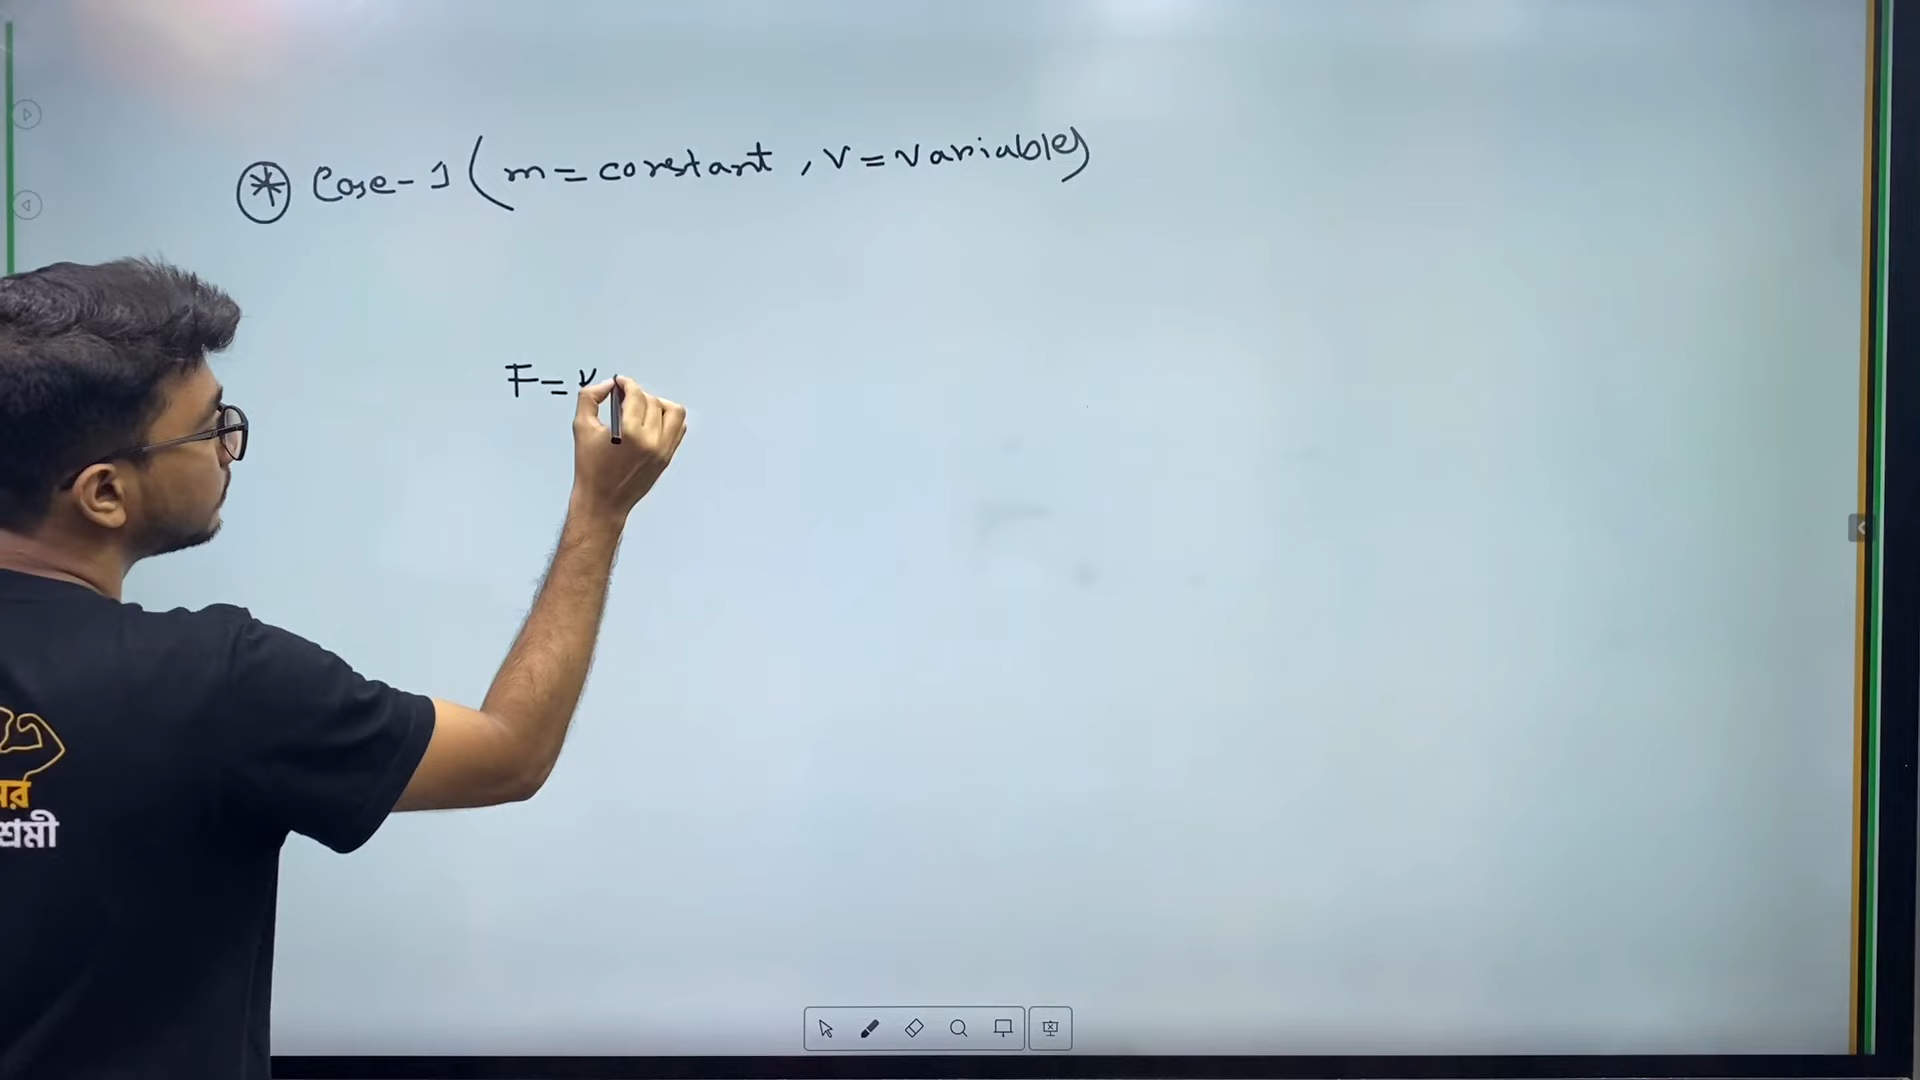 * Case-1 (m = constant, v = variable)
F = v
শ্রমী